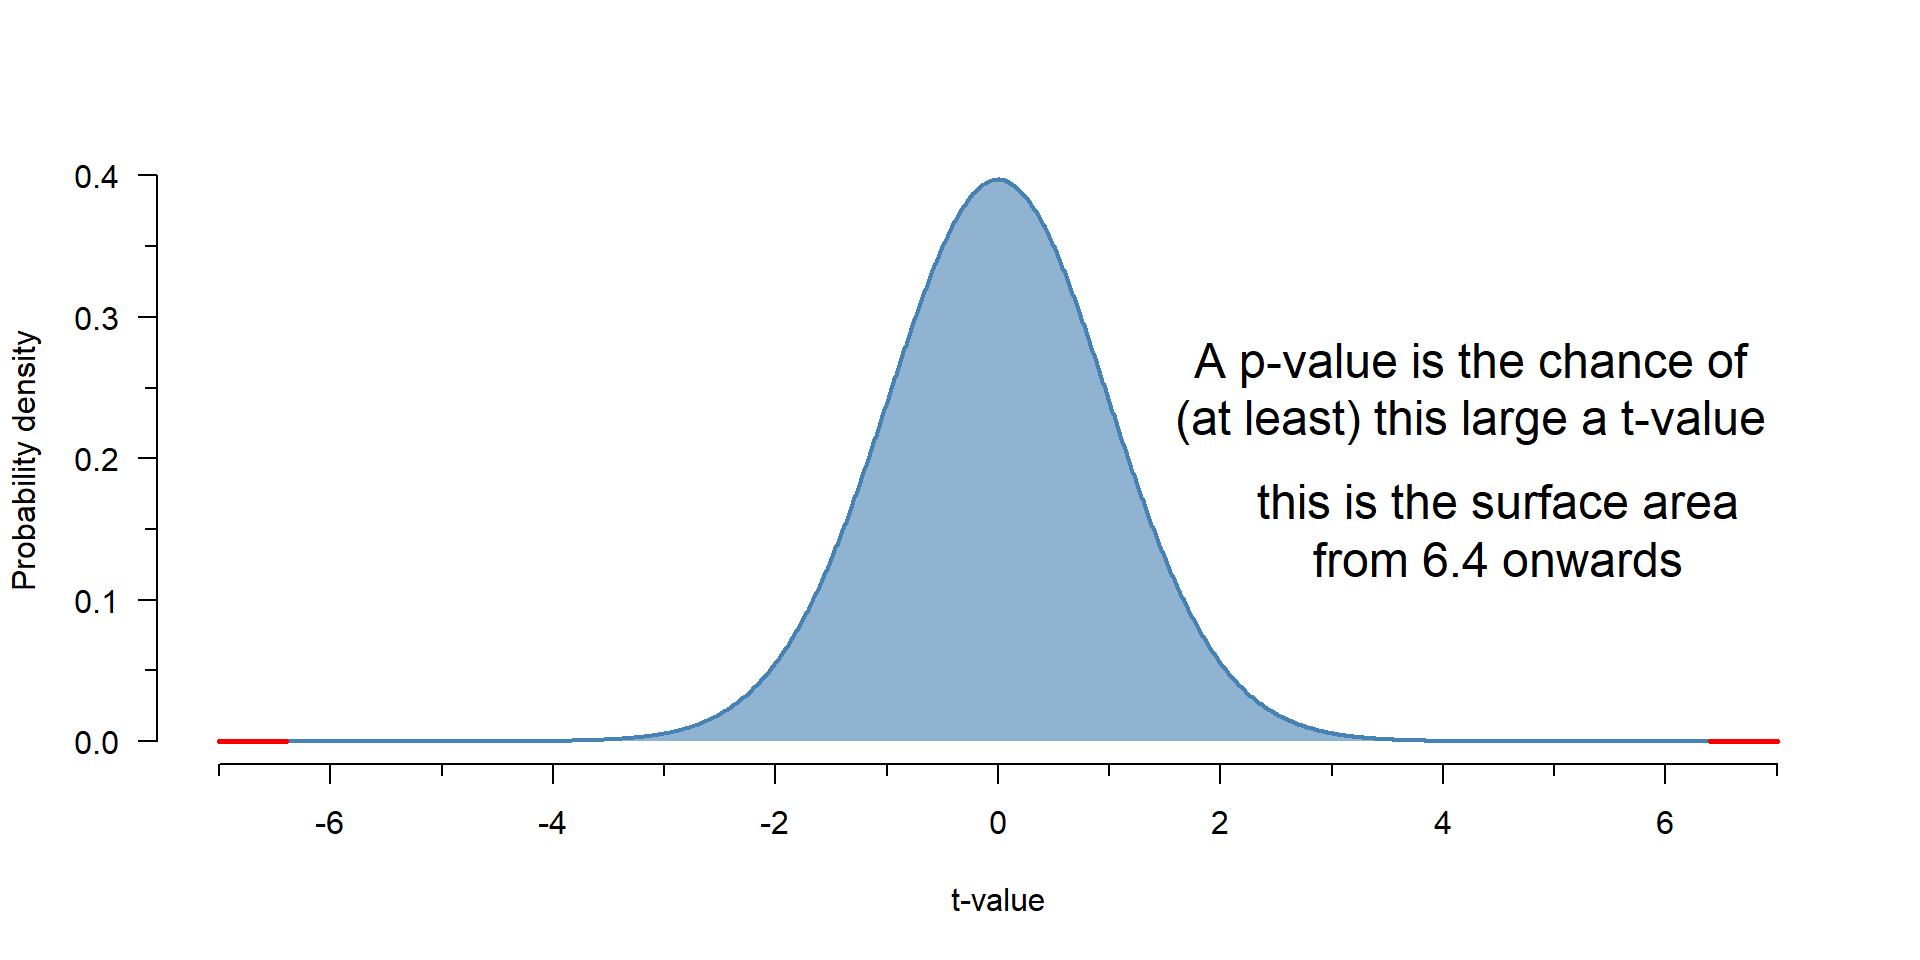 0.4
0.3
0.2
0.1
0.0
Probability density
A p-value is the chance of
(at least) this large a t-value
this is the surface area
from 6.4 onwards
-6 -4 -2 0 2 4 6
t-value